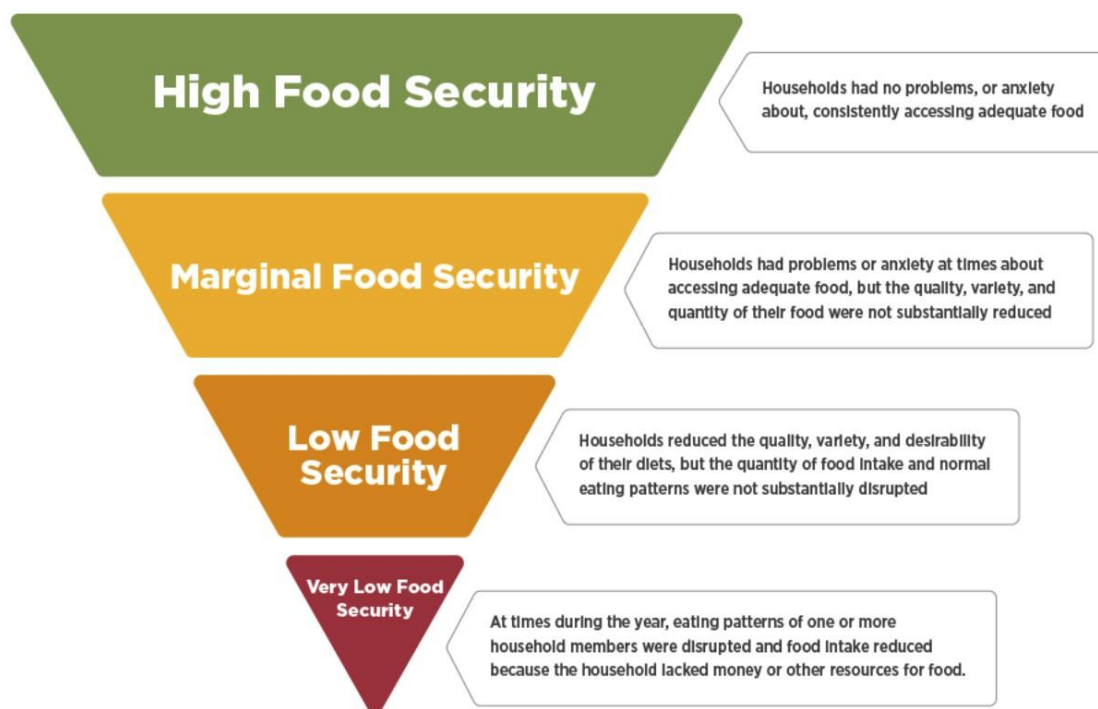 High Food Security
Households had no problems, or anxiety
about, consistently accessing adequate food
Marginal Food Security
Households had problems or anxiety at times about
accessing adequate food, but the quality, variety, and
quantity of their food were not substantially reduced
Low Food
Security
Households reduced the quality, variety, and desirability
of their diets, but the quantity of food intake and normal
eating patterns were not substantially disrupted
Very Low Food
Security
At times during the year, eating patterns of one or more
household members were disrupted and food intake reduced
because the household lacked money or other resources for food.